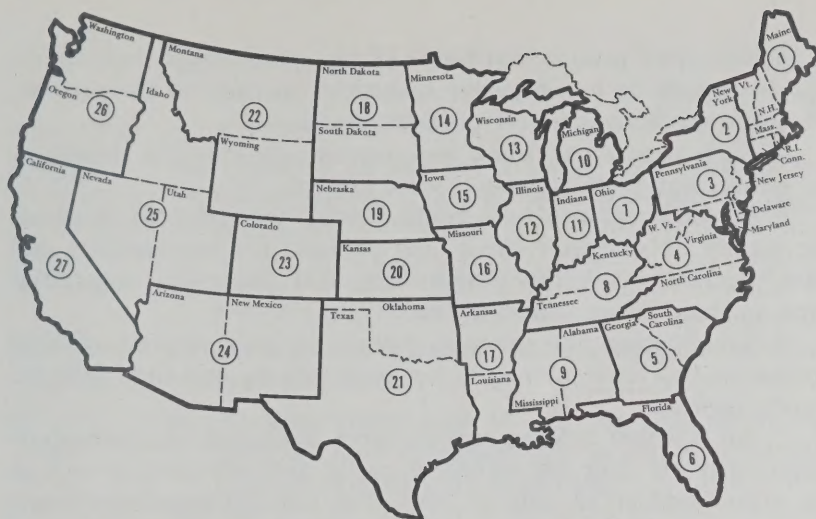 Washington
Montana
North Dakota
Minnesota
Maine
1
Oregon
26
Idaho
22
18
14
Wisconsin
New
York
Vt.
N.H.
South Dakota
13
Michigan
10
2
Mass.
R.I.
Conn.
Wyoming
California
Nevada
Utah
25
Nebraska
19
Iowa
15
Illinois
12
Indiana
11
Ohio
7
Pennsylvania
3
New Jersey
Delaware
Maryland
27
Colorado
23
Kansas
20
Missouri
16
W. Va.
Virginia
4
Kentucky
8
Tennessee
North Carolina
Arizona
New Mexico
24
Texas
Oklahoma
21
Arkansas
17
Louisiana
Mississippi
Alabama
9
Georgia
South
Carolina
5
Florida
6